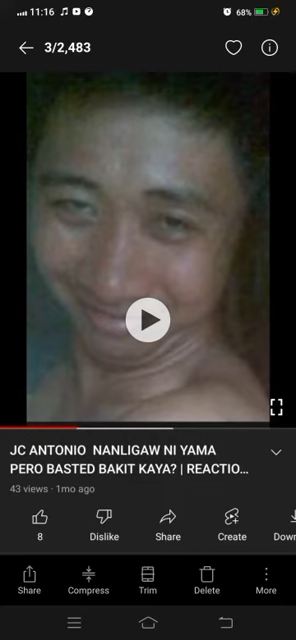 11:16
68%
3/2,483
JC ANTONIO NANLIGAW NI YAMA
PERO BASTED BAKIT KAYA? | REACTIO...
43 views · 1mo ago
8 Dislike Share Create Down
Share Compress Trim Delete More